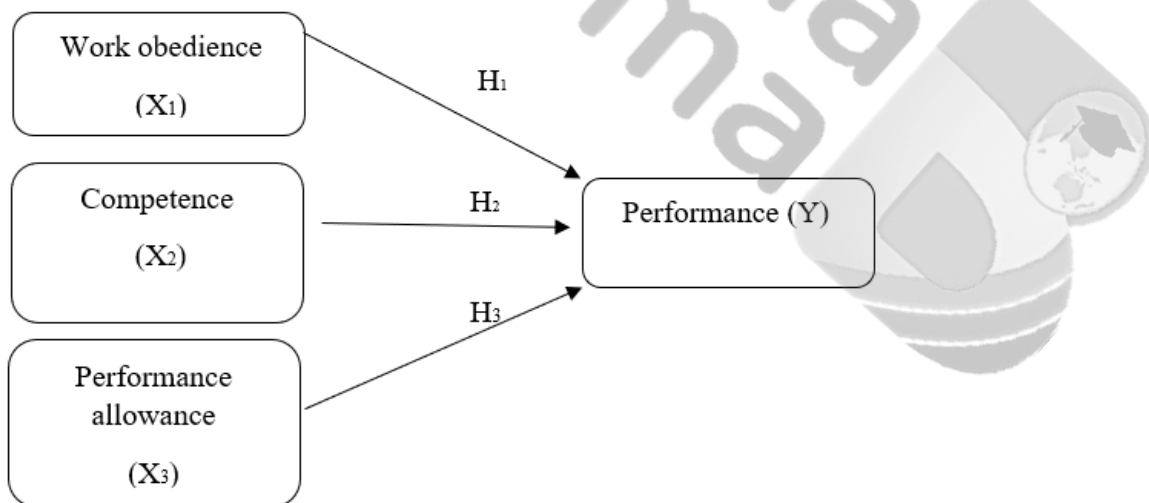 Work obedience
(X1)
H1
Competence
(X2)
H2
Performance (Y)
Performance
allowance
(X3)
H3